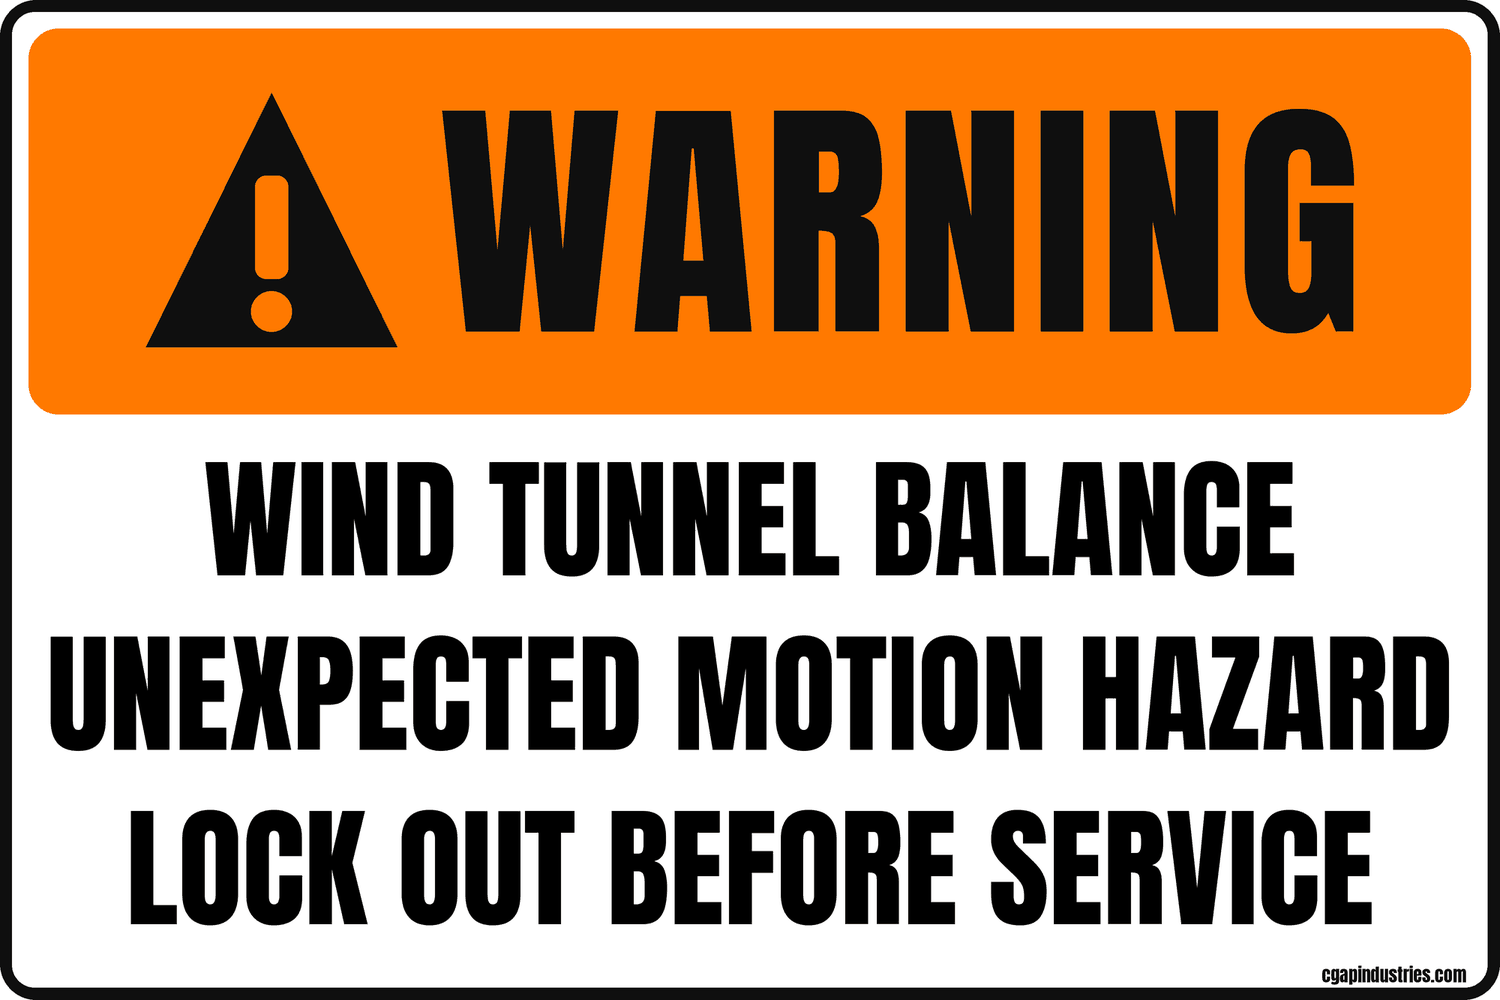 WARNING
WIND TUNNEL BALANCE
UNEXPECTED MOTION HAZARD
LOCK OUT BEFORE SERVICE
cgapindustries.com